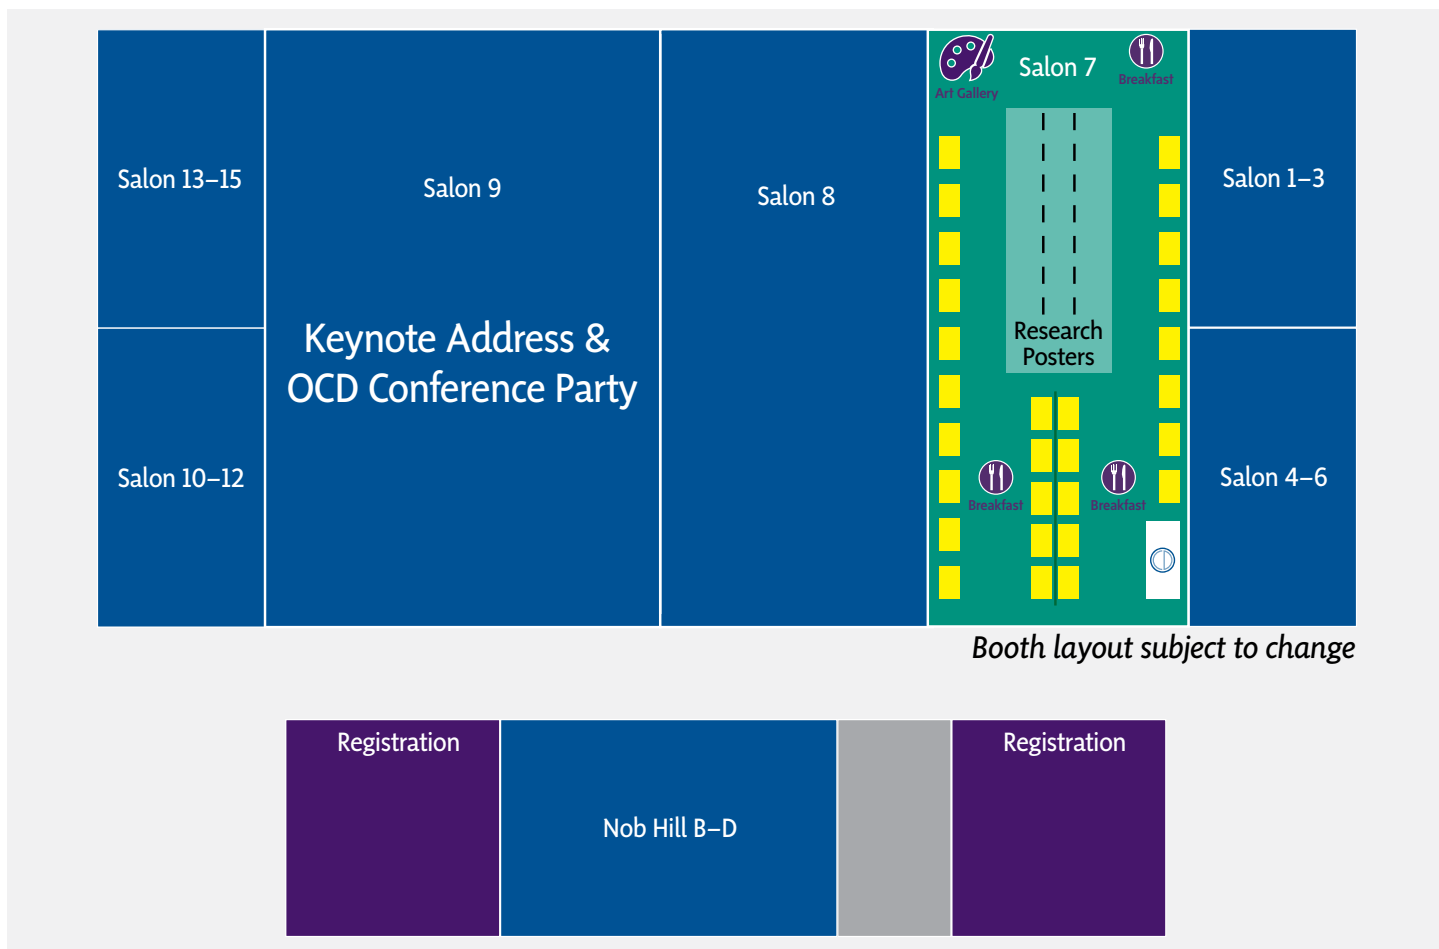 Salon 13–15
Salon 9
Salon 8
Art Gallery
Salon 7
Breakfast
Salon 1–3
Keynote Address &
OCD Conference Party
Research
Posters
Salon 10–12
Breakfast
Breakfast
Salon 4–6
Booth layout subject to change
Registration
Nob Hill B–D
Registration